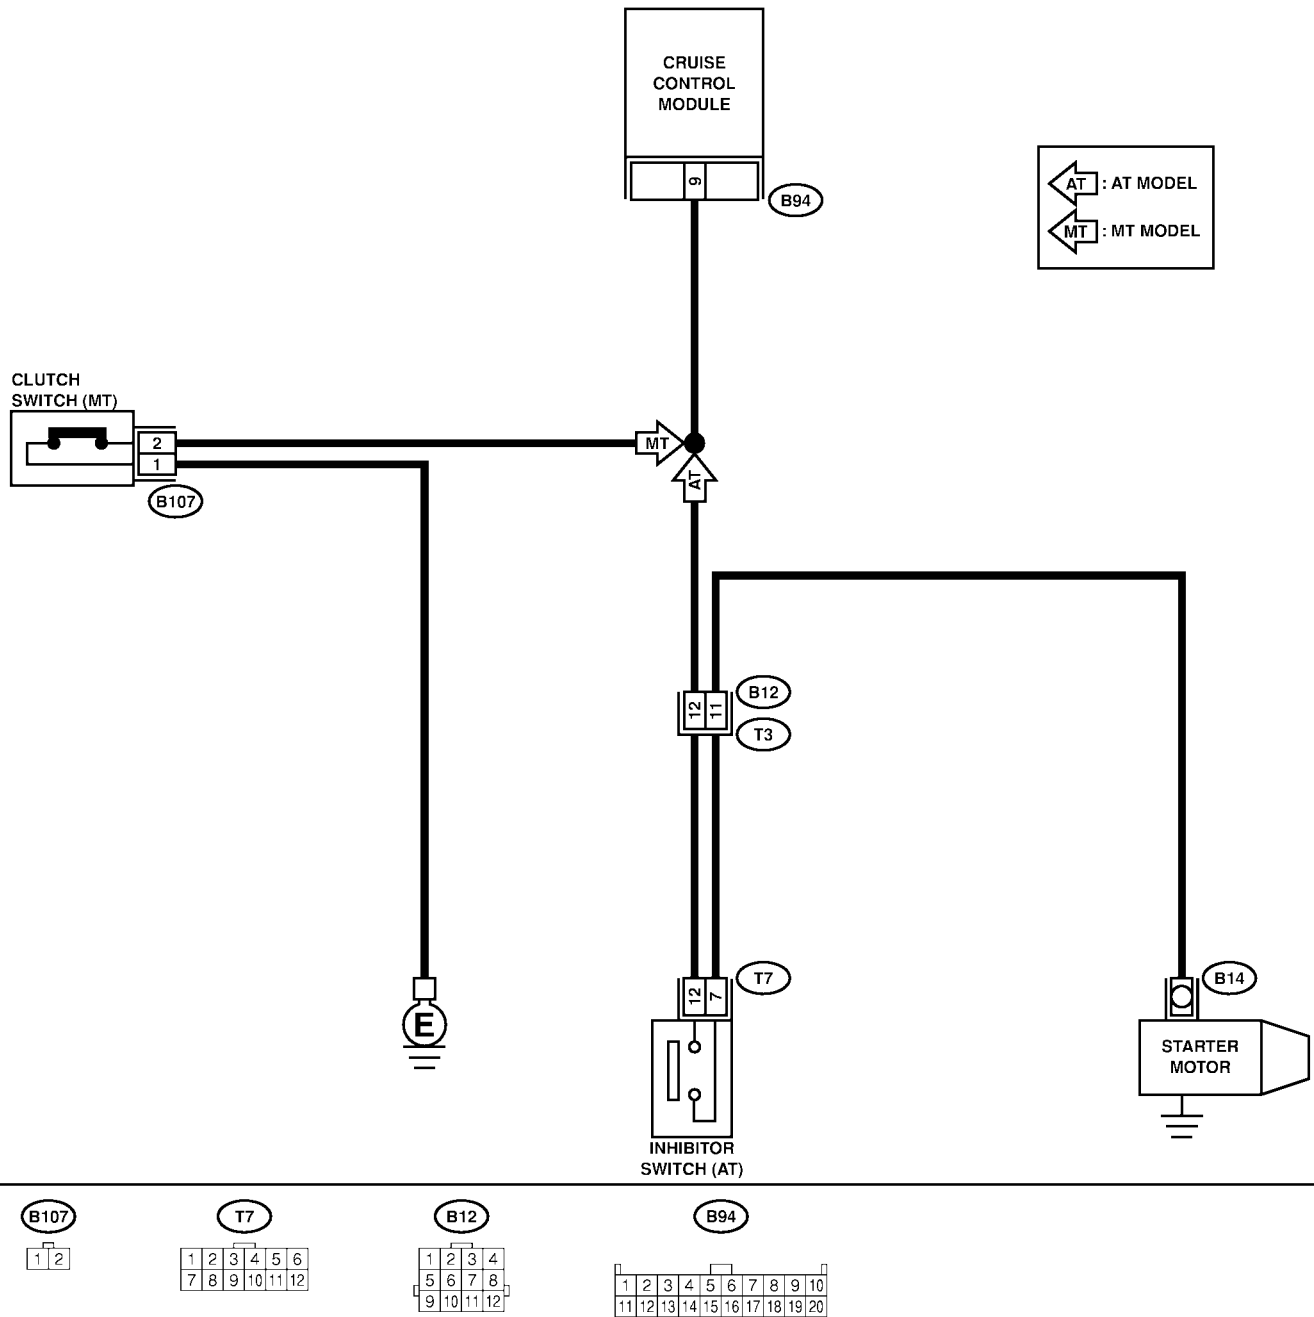 CRUISE
CONTROL
MODULE
9
B94
AT : AT MODEL
MT : MT MODEL
CLUTCH
SWITCH (MT)
2
1
B107
MT
AT
12 11
B12
T3
12 7
T7
B14
E
STARTER
MOTOR
INHIBITOR
SWITCH (AT)
B107
1 2
T7
1 2 3 4 5 6
7 8 9 10 11 12
B12
1 2 3 4
5 6 7 8
9 10 11 12
B94
1 2 3 4 5 6 7 8 9 10
11 12 13 14 15 16 17 18 19 20